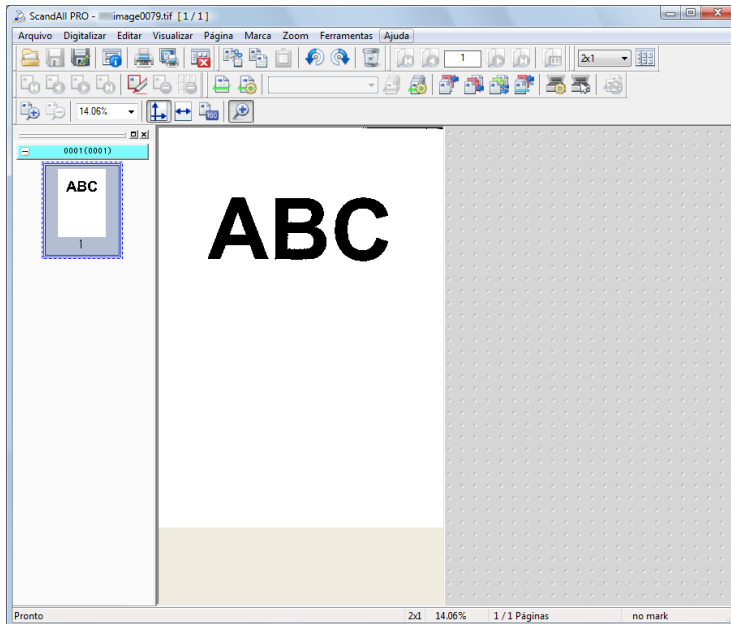 ScandAll PRO - image0079.tif [ 1 / 1 ]
Arquivo Digitalizar Editar Visualizar Página Marca Zoom Ferramentas Ajuda
1 2x1
14.06% 100
0001(0001)
ABC
1
ABC
Pronto 2x1 14.06% 1 / 1 Páginas no mark